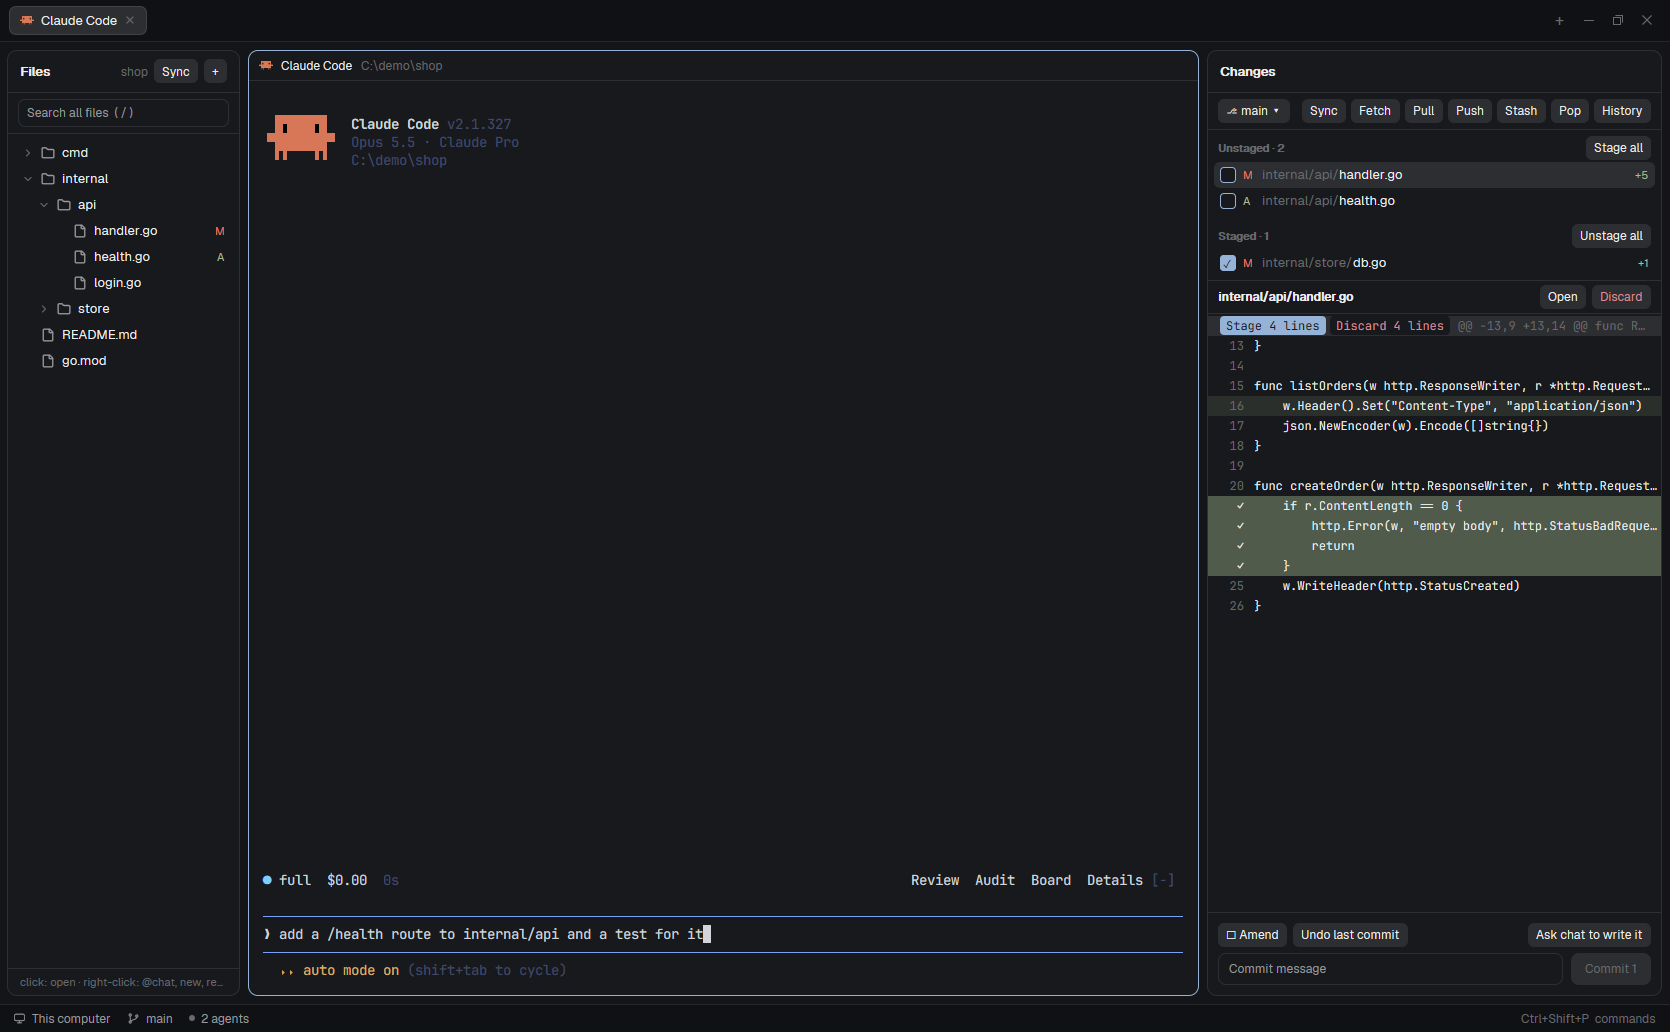 Claude Code
Files shop Sync +
Search all files (/)
cmd
internal
api
handler.go M
health.go A
login.go
store
README.md
go.mod
click: open · right-click: @chat, new, re…
Claude Code C:\demo\shop
Claude Code v2.1.327
Opus 5.5 · Claude Pro
C:\demo\shop
full $0.00 0s
Review Audit Board Details [-]
❯ add a /health route to internal/api and a test for it
auto mode on (shift+tab to cycle)
Changes
main Sync Fetch Pull Push Stash Pop History
Unstaged · 2 Stage all
M internal/api/handler.go +5
A internal/api/health.go
Staged · 1 Unstage all
M internal/store/db.go +1
internal/api/handler.go Open Discard
Stage 4 lines Discard 4 lines @@ -13,9 +13,14 @@ func R…
13 }
14
15 func listOrders(w http.ResponseWriter, r *http.Request…
16 w.Header().Set("Content-Type", "application/json")
17 json.NewEncoder(w).Encode([]string{})
18 }
19
20 func createOrder(w http.ResponseWriter, r *http.Request…
✓ if r.ContentLength == 0 {
✓ http.Error(w, "empty body", http.StatusBadReque…
✓ return
✓ }
25 w.WriteHeader(http.StatusCreated)
26 }
Amend Undo last commit Ask chat to write it
Commit message Commit 1
This computer main 2 agents
Ctrl+Shift+P commands